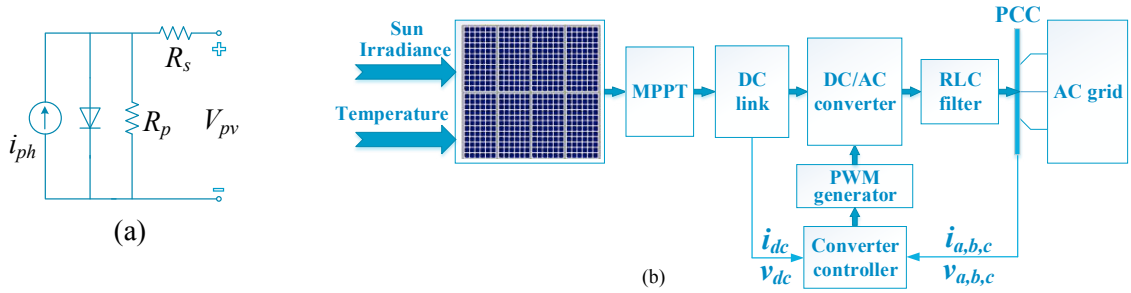 i_ph
R_p
R_s
V_pv
(a)
Sun
Irradiance
Temperature
MPPT
DC
link
DC/AC
converter
RLC
filter
PCC
AC grid
PWM
generator
Converter
controller
i_dc
v_dc
i_a,b,c
v_a,b,c
(b)